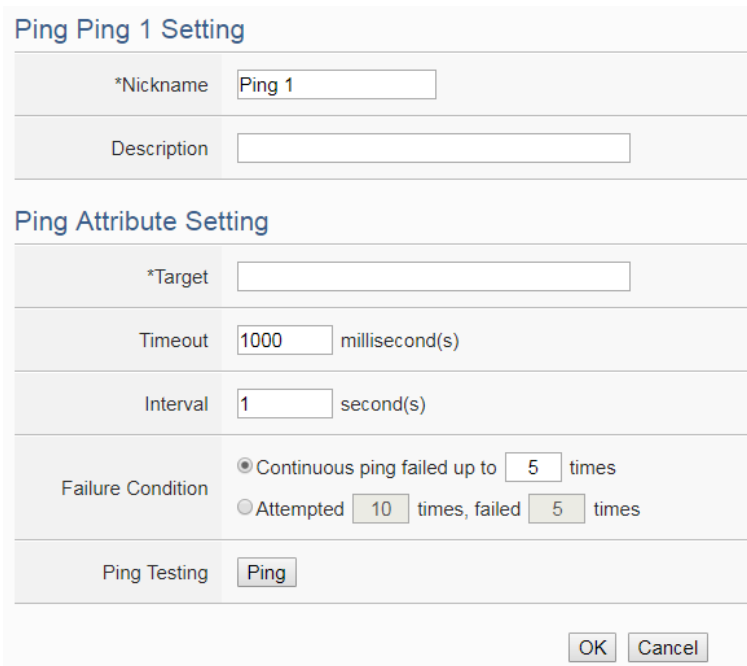 Ping Ping 1 Setting
*Nickname Ping 1
Description
Ping Attribute Setting
*Target
Timeout 1000 millisecond(s)
Interval 1 second(s)
Failure Condition
Continuous ping failed up to 5 times
Attempted 10 times, failed 5 times
Ping Testing Ping
OK Cancel